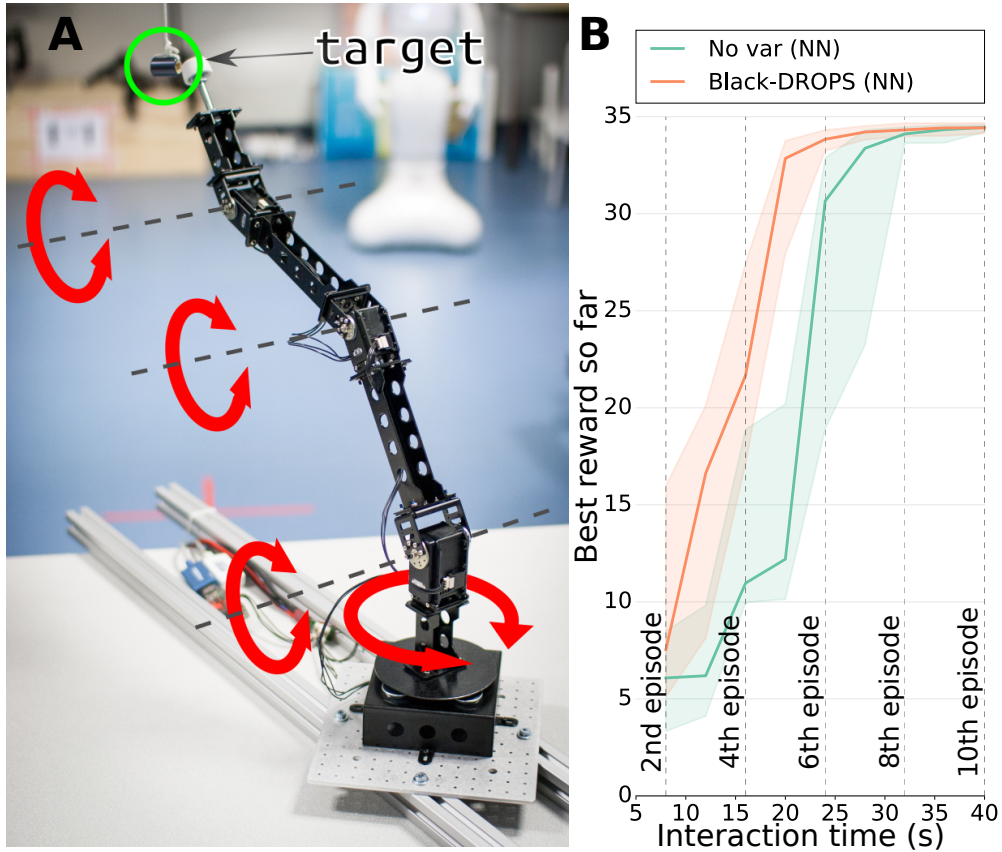 A
target
B
No var (NN)
Black-DROPS (NN)
Best reward so far
35
30
25
20
15
10
5
0
2nd episode
4th episode
6th episode
8th episode
10th episode
5 10 15 20 25 30 35 40
Interaction time (s)